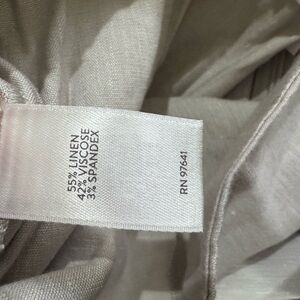 55% LINEN
42% VISCOSE
3% SPANDEX
RN 97641